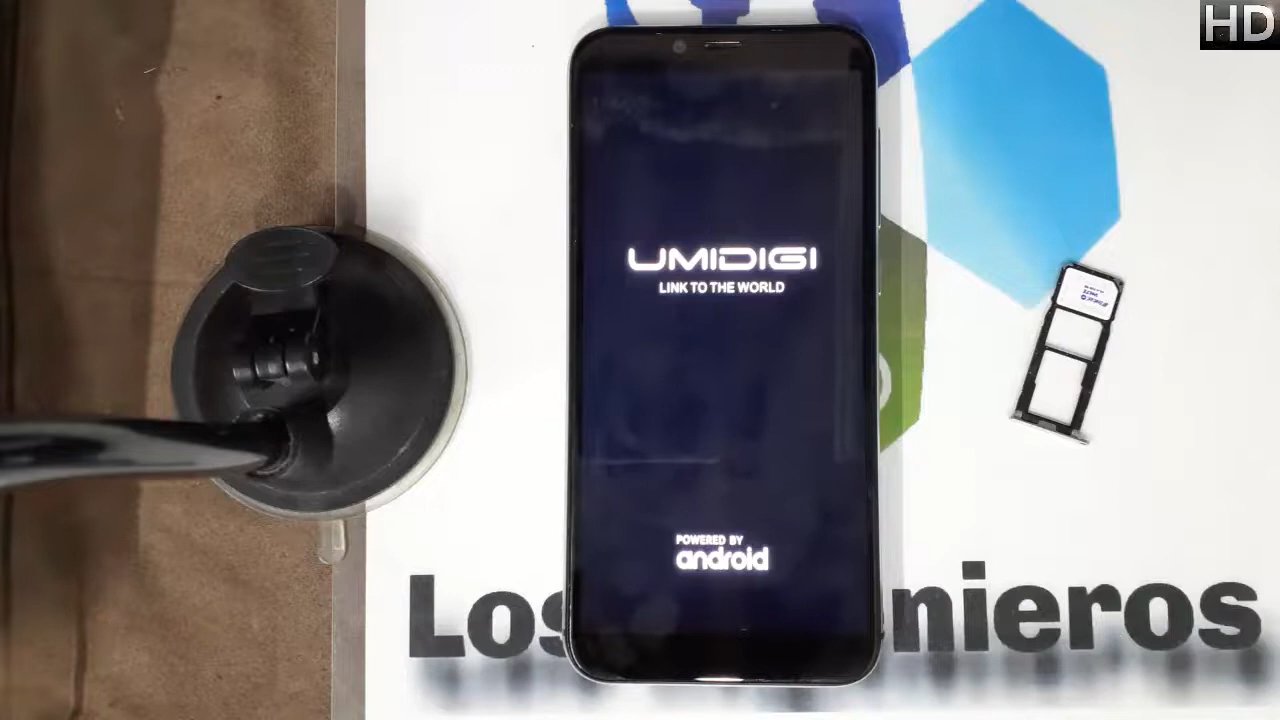 HD
UMIDIGI
LINK TO THE WORLD
POWERED BY
android
Los nieros